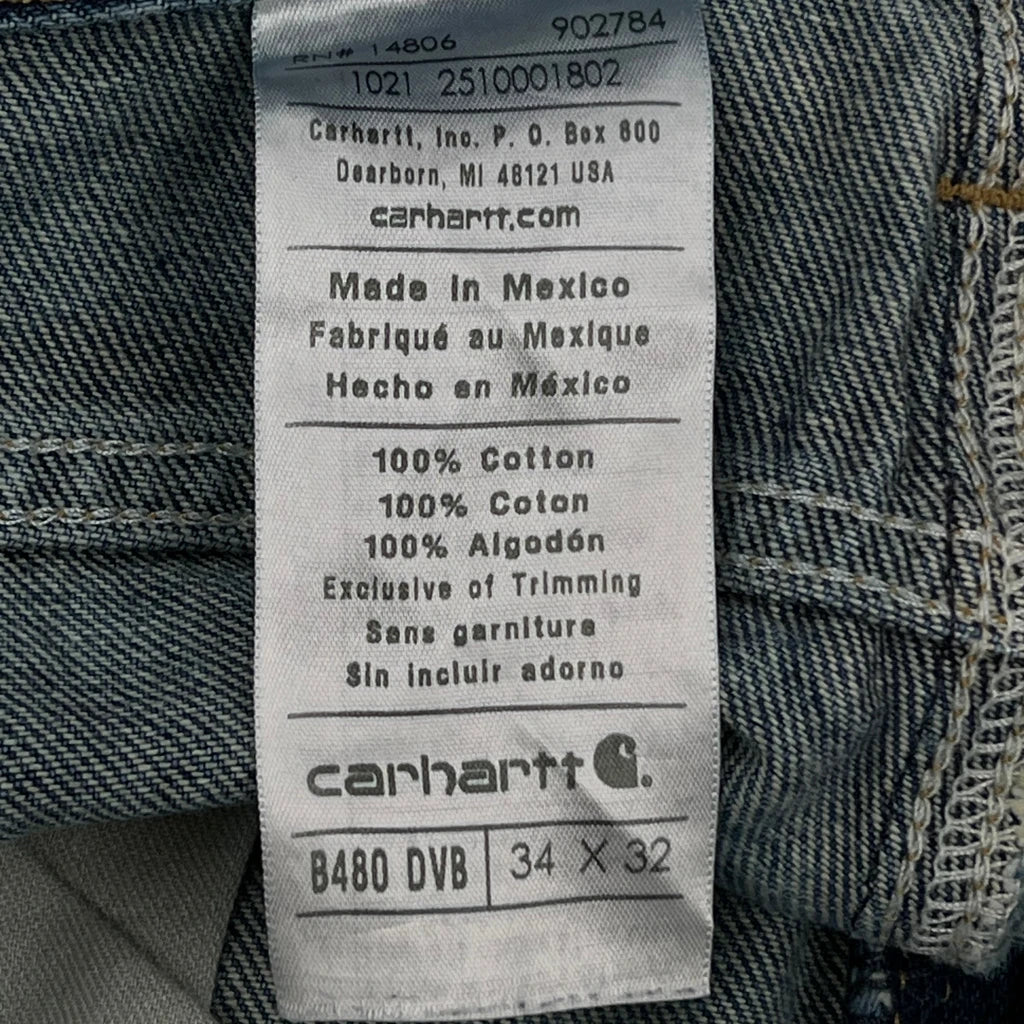 RN# 14806 902784
1021 2510001802
Carhartt, Inc. P. O. Box 600
Dearborn, MI 48121 USA
carhartt.com
Made in Mexico
Fabriqué au Mexique
Hecho en México
100% Cotton
100% Coton
100% Algodón
Exclusive of Trimming
Sans garniture
Sin incluir adorno
carhartt
B480 DVB 34 X 32